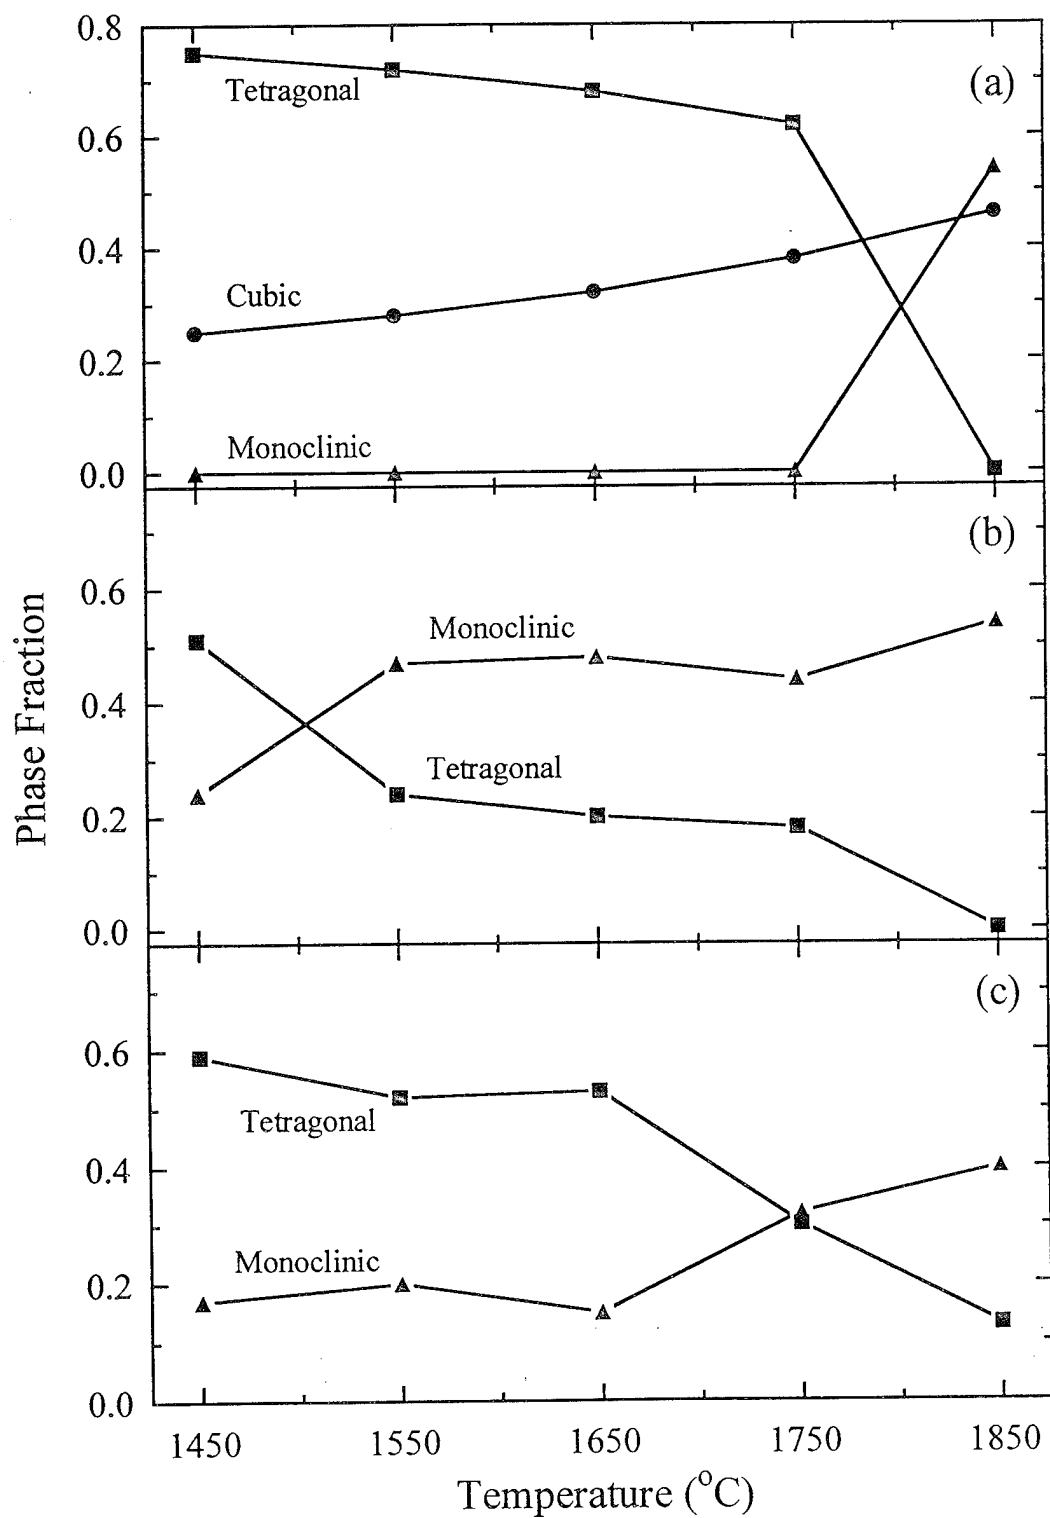 0.8
(a)
Tetragonal
0.6
0.4
Cubic
0.2
Monoclinic
0.0
(b)
0.6
Monoclinic
0.4
Tetragonal
0.2
0.0
Phase Fraction
(c)
0.6
Tetragonal
0.4
Monoclinic
0.2
0.0
1450 1550 1650 1750 1850
Temperature (°C)